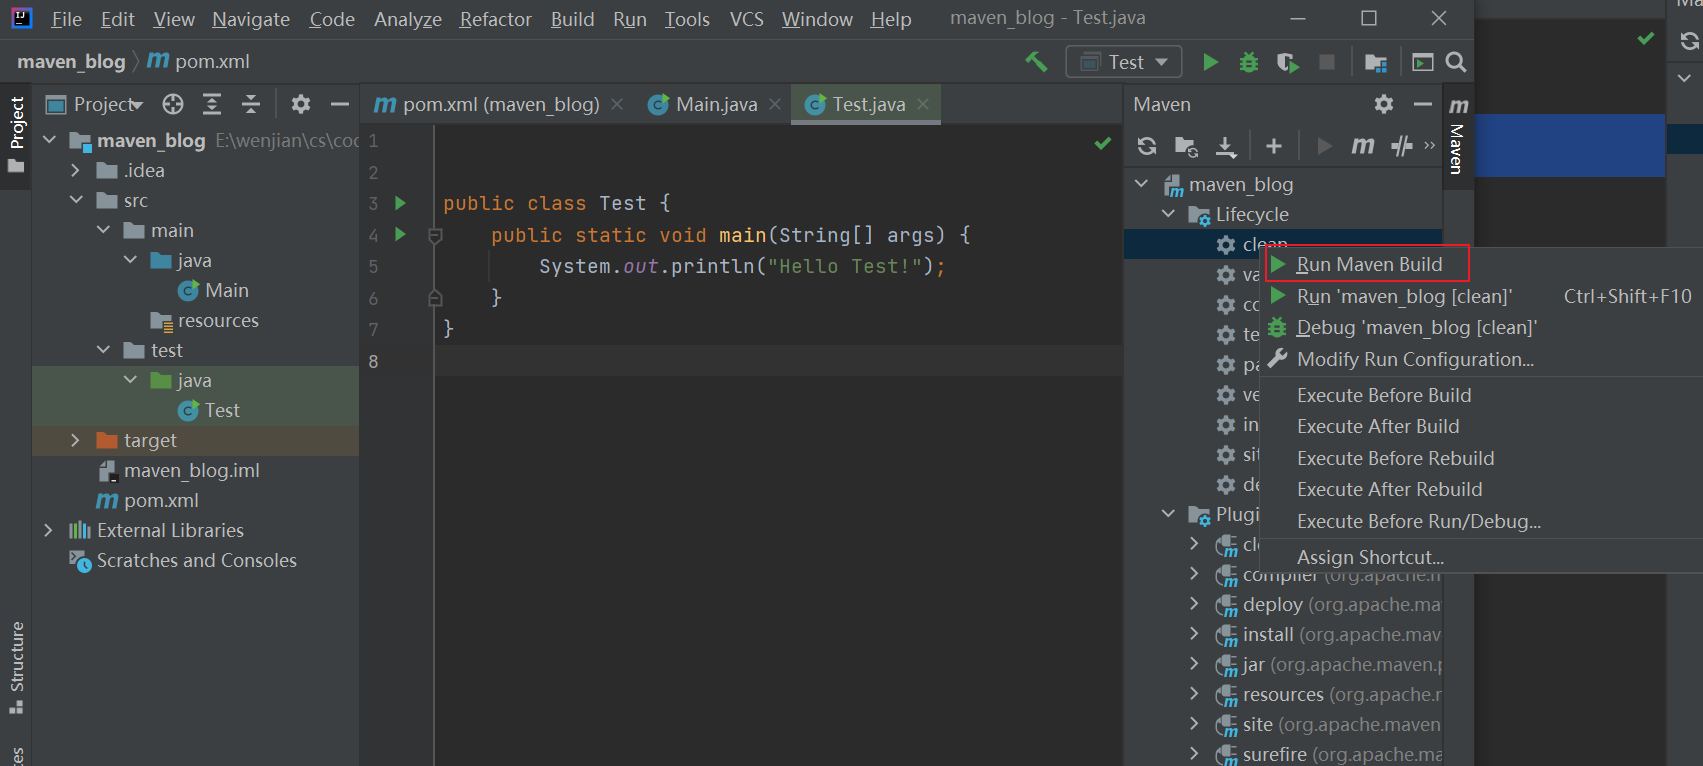 File Edit View Navigate Code Analyze Refactor Build Run Tools VCS Window Help maven_blog - Test.java
maven_blog pom.xml
Test
Project
Project
maven_blog E:\wenjian\cs\coc
.idea
src
main
java
Main
resources
test
java
Test
target
maven_blog.iml
pom.xml
External Libraries
Scratches and Consoles
Structure
pom.xml (maven_blog) Main.java Test.java
1
2
3 public class Test {
4 public static void main(String[] args) {
5 System.out.println("Hello Test!");
6 }
7 }
8
Maven
Maven
maven_blog
Lifecycle
clean
va
co
te
pa
ve
in
sit
de
Plugi
cl
compiler (org.apache.m
deploy (org.apache.ma
install (org.apache.mav
jar (org.apache.maven.p
resources (org.apache.r
site (org.apache.maven
surefire (org.apache.ma
Run Maven Build
Run 'maven_blog [clean]' Ctrl+Shift+F10
Debug 'maven_blog [clean]'
Modify Run Configuration...
Execute Before Build
Execute After Build
Execute Before Rebuild
Execute After Rebuild
Execute Before Run/Debug...
Assign Shortcut...